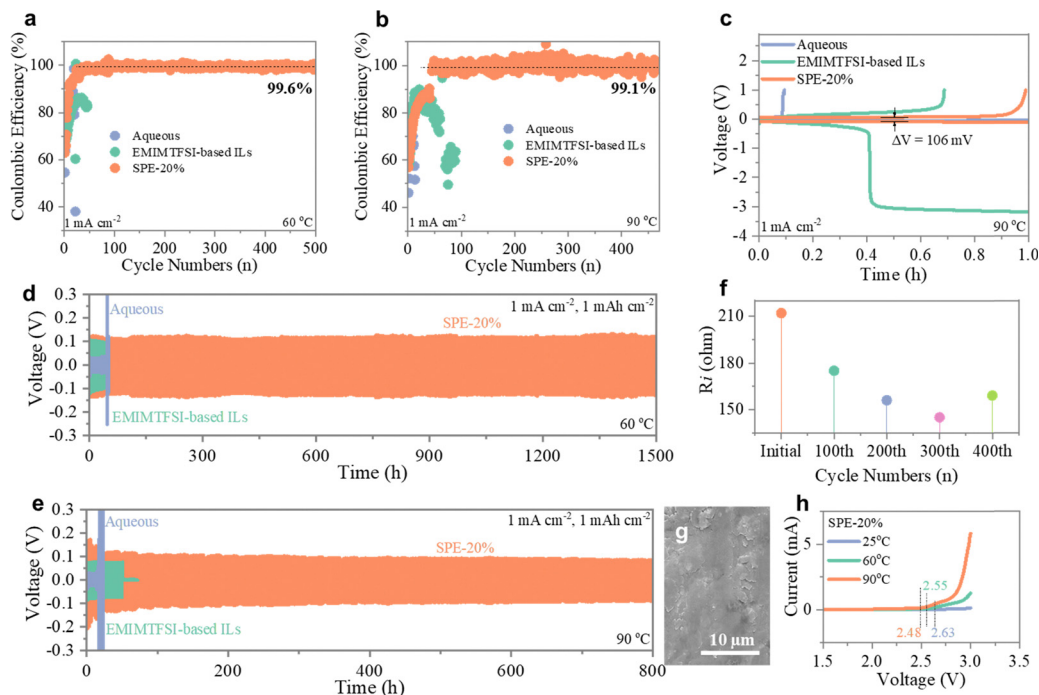 a
Coulombic Efficiency (%)
100
80
60
40
99.6%
Aqueous
EMIMTFSI-based ILs
SPE-20%
1 mA cm⁻²
60 °C
0
100
200
300
400
500
Cycle Numbers (n)
b
Coulombic Efficiency (%)
100
80
60
40
99.1%
Aqueous
EMIMTFSI-based ILs
SPE-20%
1 mA cm⁻²
90 °C
0
100
200
300
400
Cycle Numbers (n)
c
Voltage (V)
2
1
0
-1
-2
-3
-4
Aqueous
EMIMTFSI-based ILs
SPE-20%
ΔV = 106 mV
1 mA cm⁻²
90 °C
0.0
0.2
0.4
0.6
0.8
1.0
Time (h)
d
Voltage (V)
0.3
0.2
0.1
0.0
-0.1
-0.2
-0.3
Aqueous
1 mA cm⁻², 1 mAh cm⁻²
SPE-20%
EMIMTFSI-based ILs
60 °C
0
300
600
900
1200
1500
Time (h)
f
Ri (ohm)
210
180
150
Initial
100th
200th
300th
400th
Cycle Numbers (n)
e
Voltage (V)
0.3
0.2
0.1
0.0
-0.1
-0.2
-0.3
Aqueous
1 mA cm⁻², 1 mAh cm⁻²
SPE-20%
EMIMTFSI-based ILs
90 °C
0
100
200
300
400
500
600
700
800
Time (h)
g
10 μm
h
Current (mA)
5
0
SPE-20%
25°C
60°C
90°C
2.55
2.48
2.63
1.5
2.0
2.5
3.0
3.5
Voltage (V)